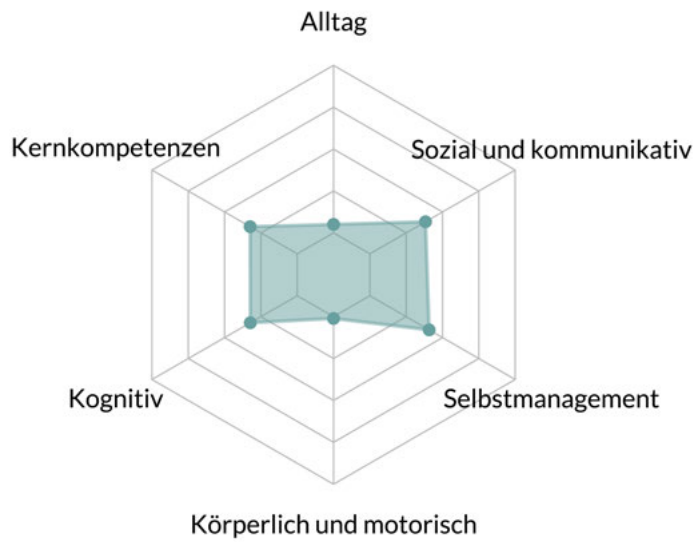 Alltag
Kernkompetenzen
Sozial und kommunikativ
Kognitiv
Selbstmanagement
Körperlich und motorisch